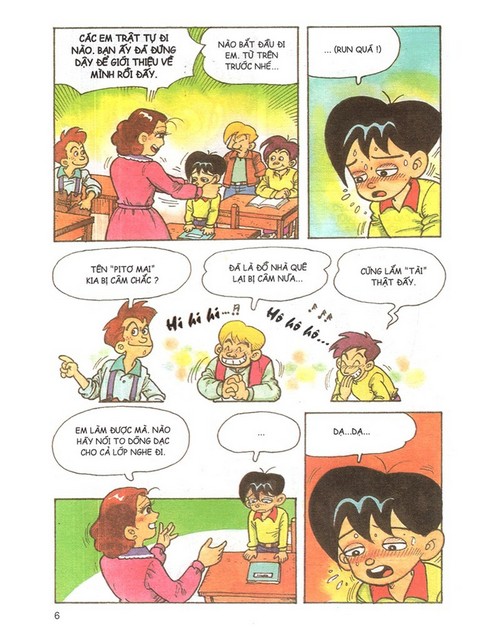 CÁC EM TRẬT TỰ ĐI
NÀO. BẠN ẤY ĐÃ ĐỨNG
DẬY ĐỂ GIỚI THIỆU VỀ
MÌNH RỒI ĐẤY.
NÀO BẮT ĐẦU ĐI
EM. TỪ TRÊN
TRƯỚC NHÉ...
... (RUN QUÁ !)
TÊN "PITO MAI"
KIA BỊ CÂM CHẮC ?
ĐÃ LÀ ĐỒ NHÀ QUÊ
LẠI BỊ CÂM NƯA...
CŨNG LẮM "TÀI"
THẬT ĐẤY.
Hi hi hi...
Hô hô hô...
EM LÀM ĐƯỢC MÀ. NÀO
HÃY NÓI TO DÕNG DẠC
CHO CẢ LỚP NGHE ĐI.
...
DẠ...DẠ...
6